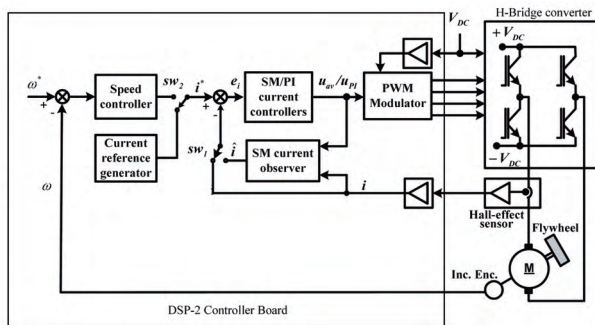 H-Bridge converter
V_DC
+V_DC
ω*
+
-
Speed
controller
sw_2
i*
+
-
e_i
SM/PI
current
controllers
u_av/u_PI
PWM
Modulator
Current
reference
generator
sw_1
î
SM current
observer
-V_DC
ω
i
Hall-effect
sensor
Flywheel
M
Inc. Enc.
DSP-2 Controller Board